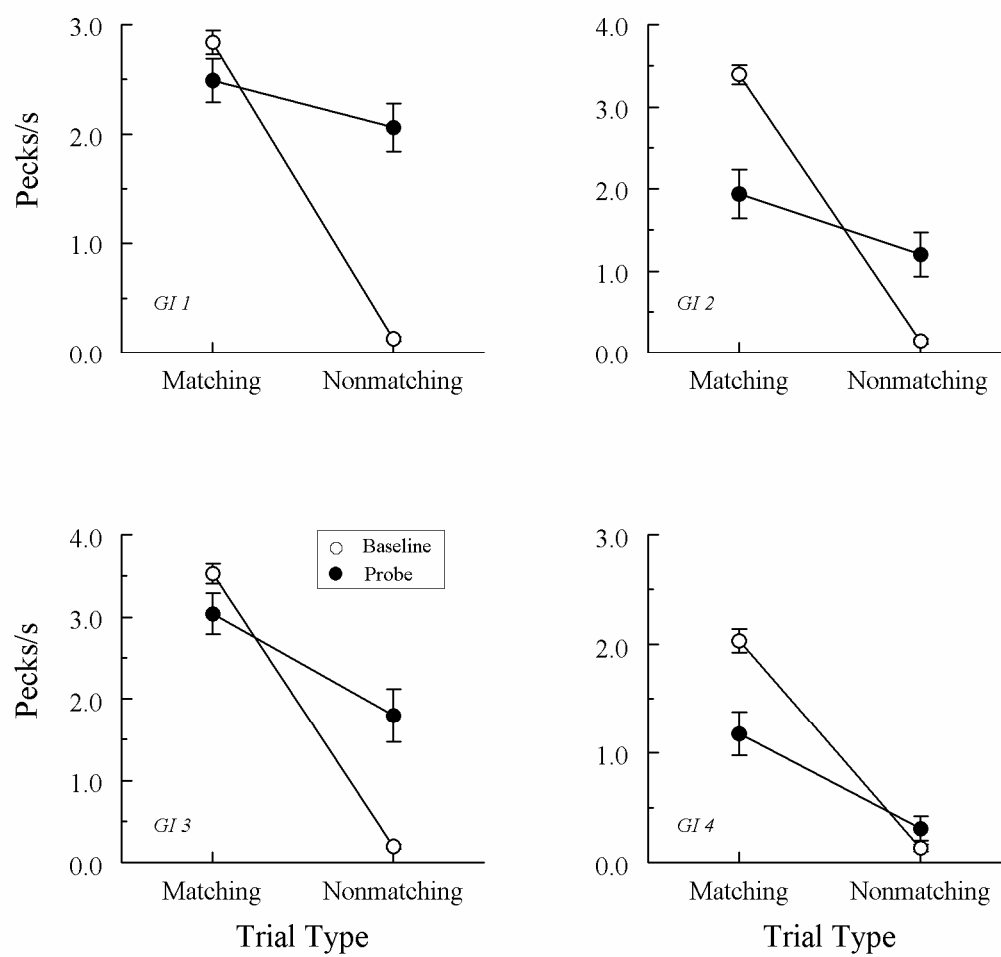 3.0
2.0
1.0
0.0
Pecks/s
GI 1
Matching Nonmatching
4.0
3.0
2.0
1.0
0.0
GI 2
Matching Nonmatching
4.0
3.0
2.0
1.0
0.0
Pecks/s
Baseline
Probe
GI 3
Matching Nonmatching
Trial Type
3.0
2.0
1.0
0.0
GI 4
Matching Nonmatching
Trial Type